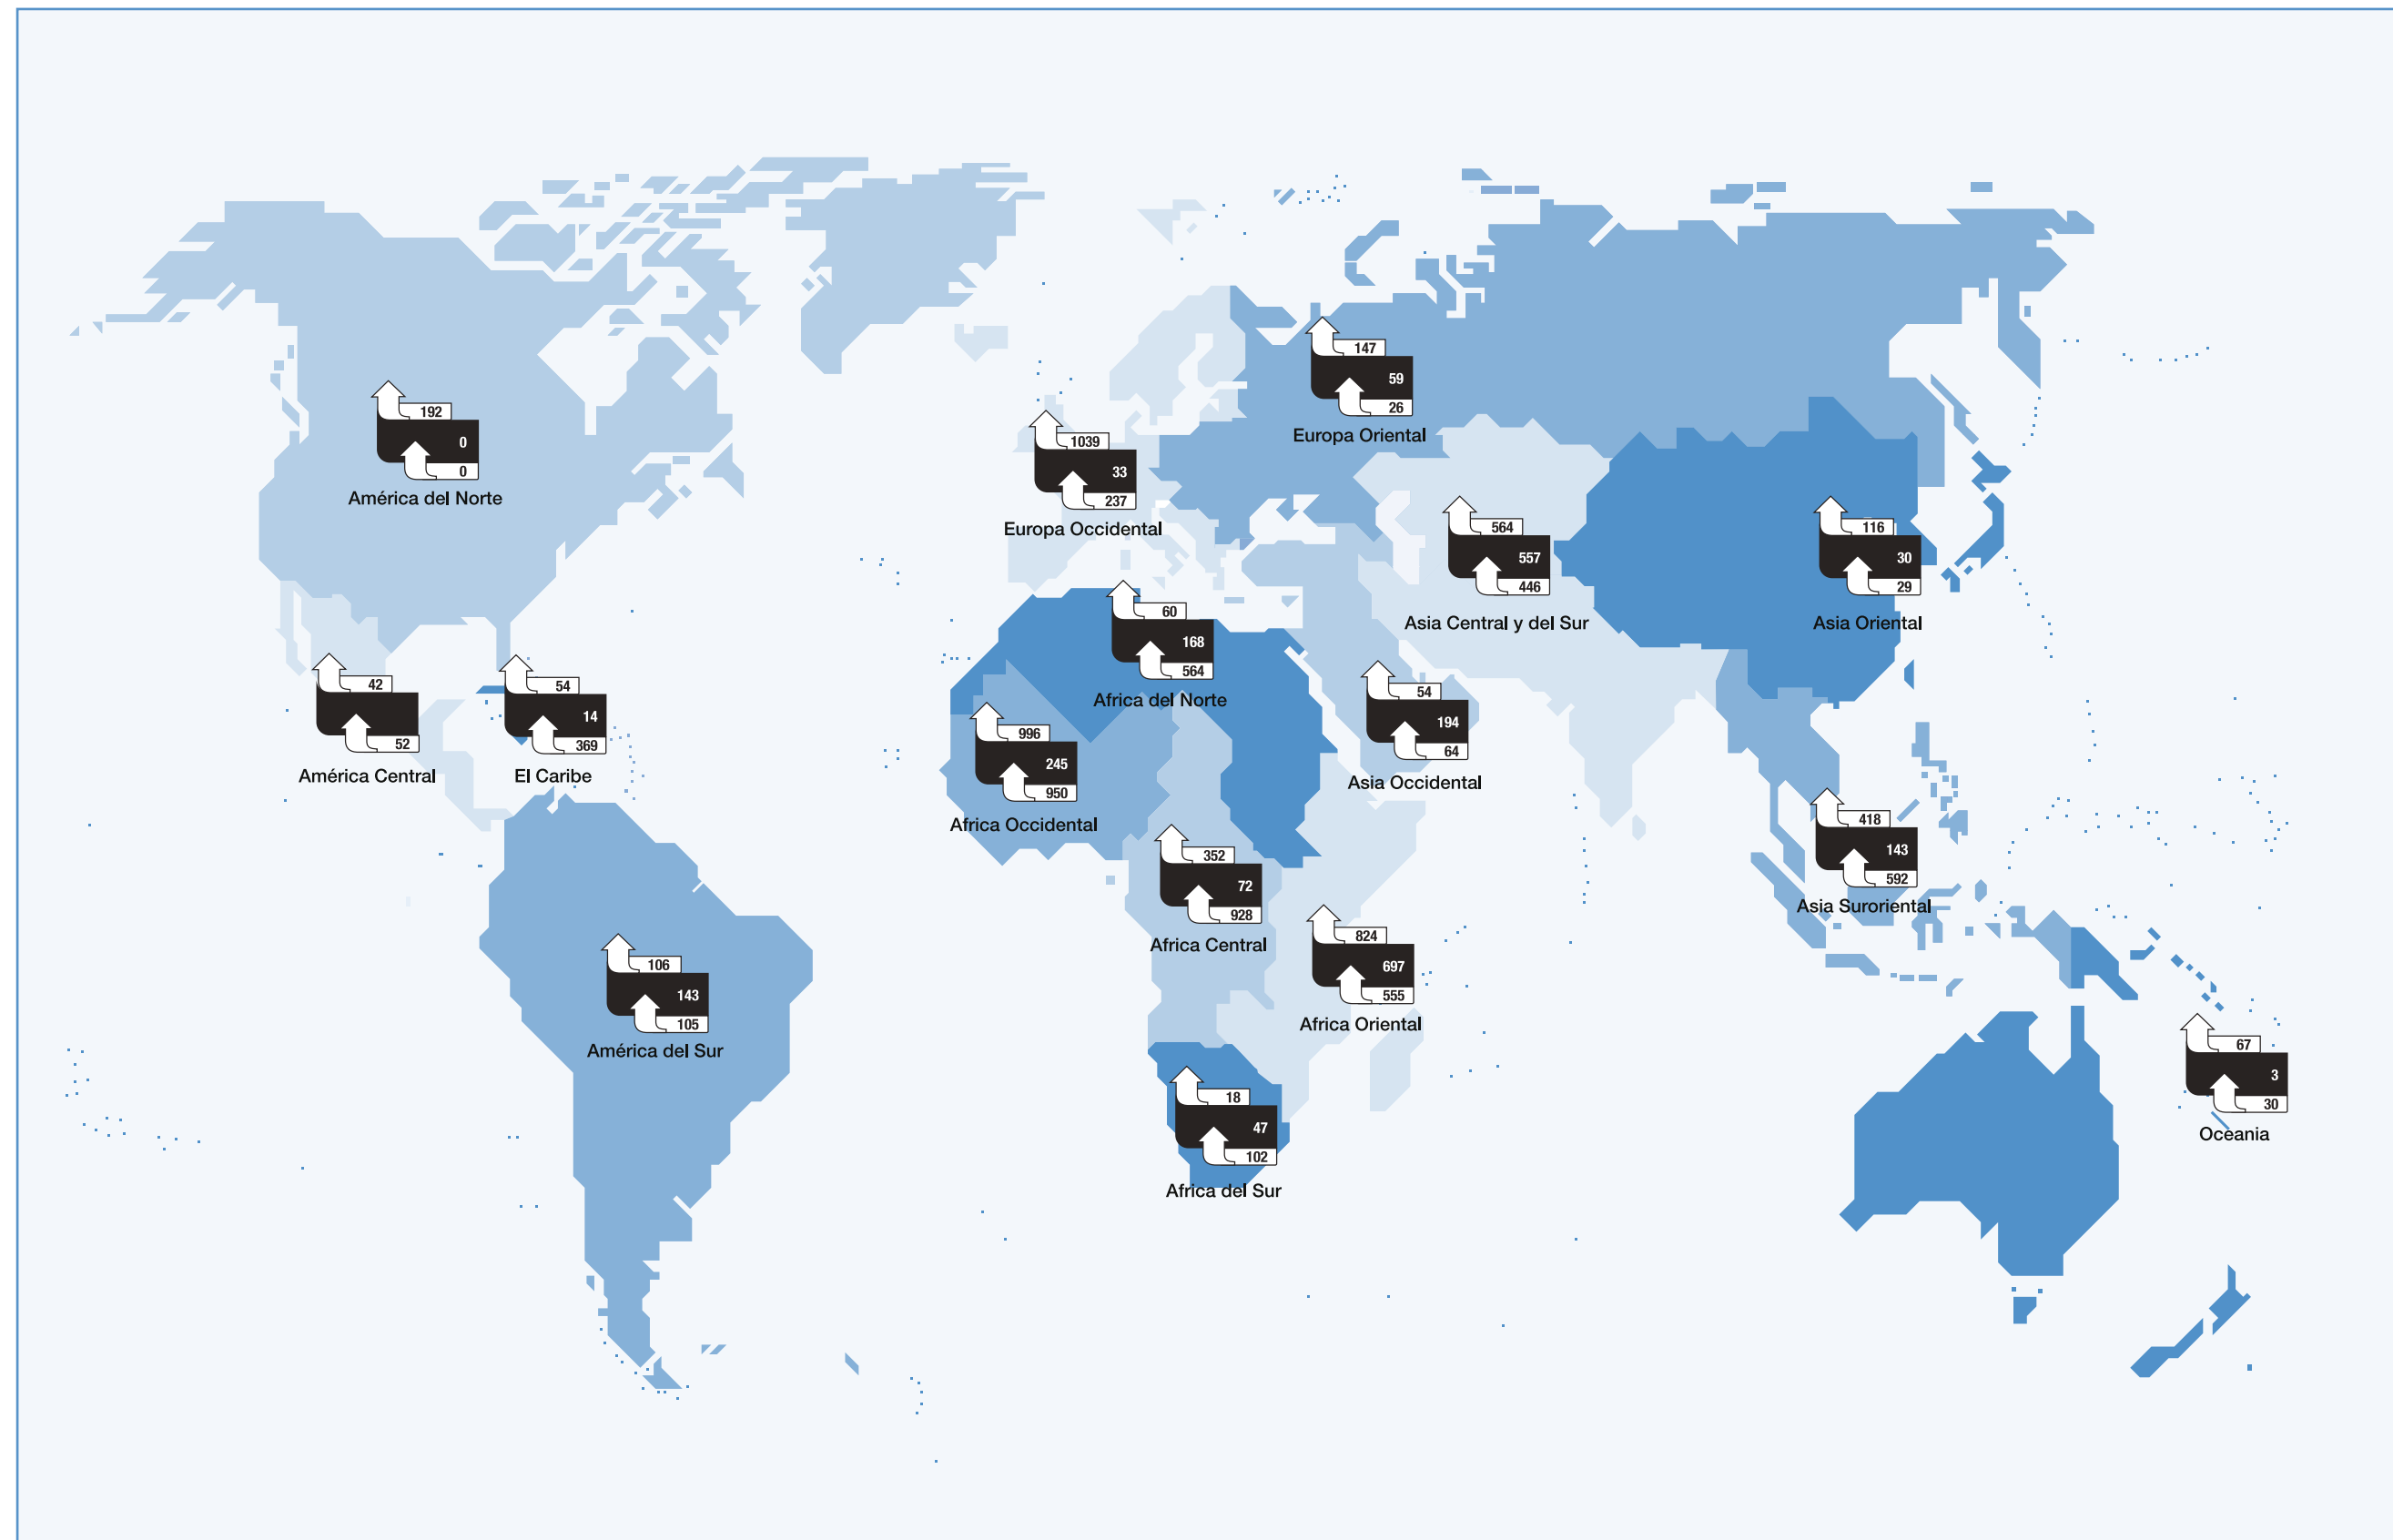 147
59
26
Europa Oriental
192
0
0
América del Norte
1039
33
237
Europa Occidental
564
557
446
Asia Central y del Sur
116
30
29
Asia Oriental
60
168
564
Africa del Norte
42
52
América Central
54
14
369
El Caribe
54
194
64
Asia Occidental
996
245
950
Africa Occidental
418
143
592
Asia Suroriental
352
72
928
Africa Central
824
697
555
Africa Oriental
106
143
105
América del Sur
67
3
30
Oceania
18
47
102
Africa del Sur